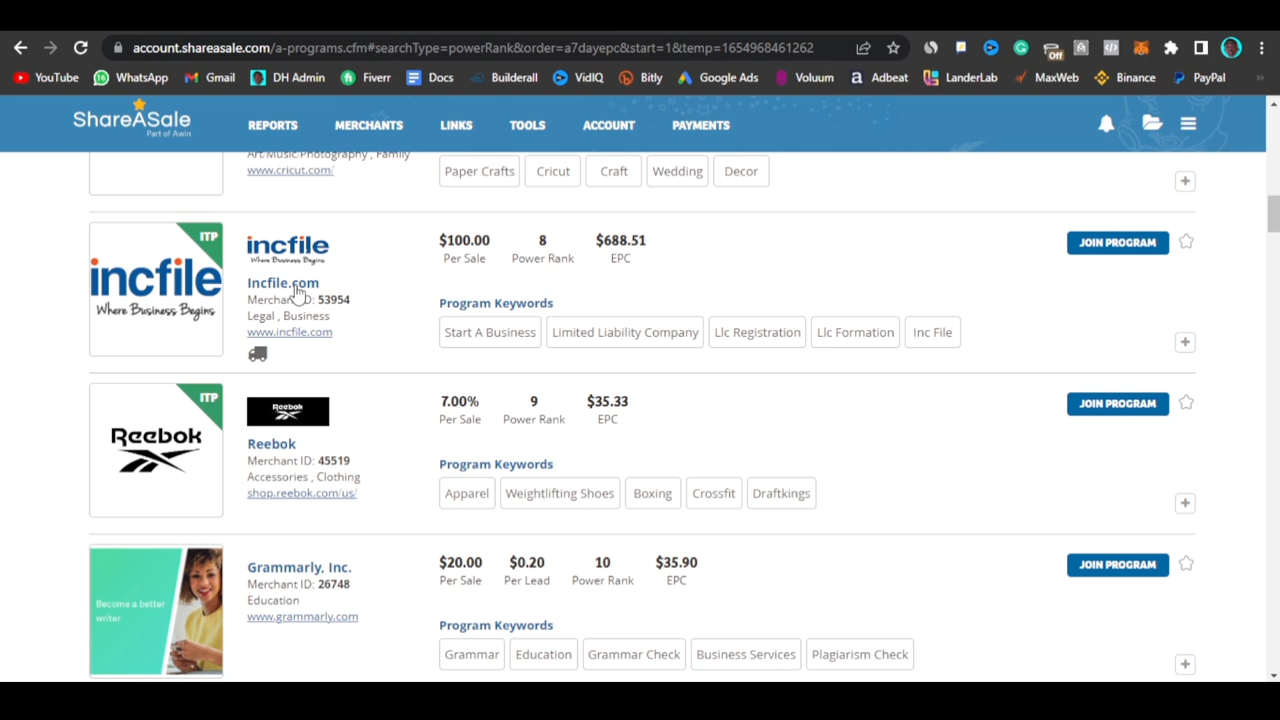 account.shareasale.com/a-programs.cfm#searchType=powerRank&order=a7dayepc&start=1&temp=1654968461262
Off
YouTube WhatsApp Gmail DH Admin Fiverr Docs Builderall VidIQ Bitly Google Ads Voluum Adbeat LanderLab MaxWeb Binance PayPal
ShareASale
Part of Awin
REPORTS MERCHANTS LINKS TOOLS ACCOUNT PAYMENTS
Art Music Photography , Family
www.cricut.com/
Paper Crafts Cricut Craft Wedding Decor
ITP
incfile
Where Business Begins
incfile
Where Business Begins
Incfile.com
Merchant ID: 53954
Legal , Business
www.incfile.com
$100.00 8 $688.51
Per Sale Power Rank EPC
JOIN PROGRAM
Program Keywords
Start A Business Limited Liability Company Llc Registration Llc Formation Inc File
ITP
Reebok
Reebok
Reebok
Merchant ID: 45519
Accessories , Clothing
shop.reebok.com/us/
7.00% 9 $35.33
Per Sale Power Rank EPC
JOIN PROGRAM
Program Keywords
Apparel Weightlifting Shoes Boxing Crossfit Draftkings
Become a better
writer
Grammarly, Inc.
Merchant ID: 26748
Education
www.grammarly.com
$20.00 $0.20 10 $35.90
Per Sale Per Lead Power Rank EPC
JOIN PROGRAM
Program Keywords
Grammar Education Grammar Check Business Services Plagiarism Check